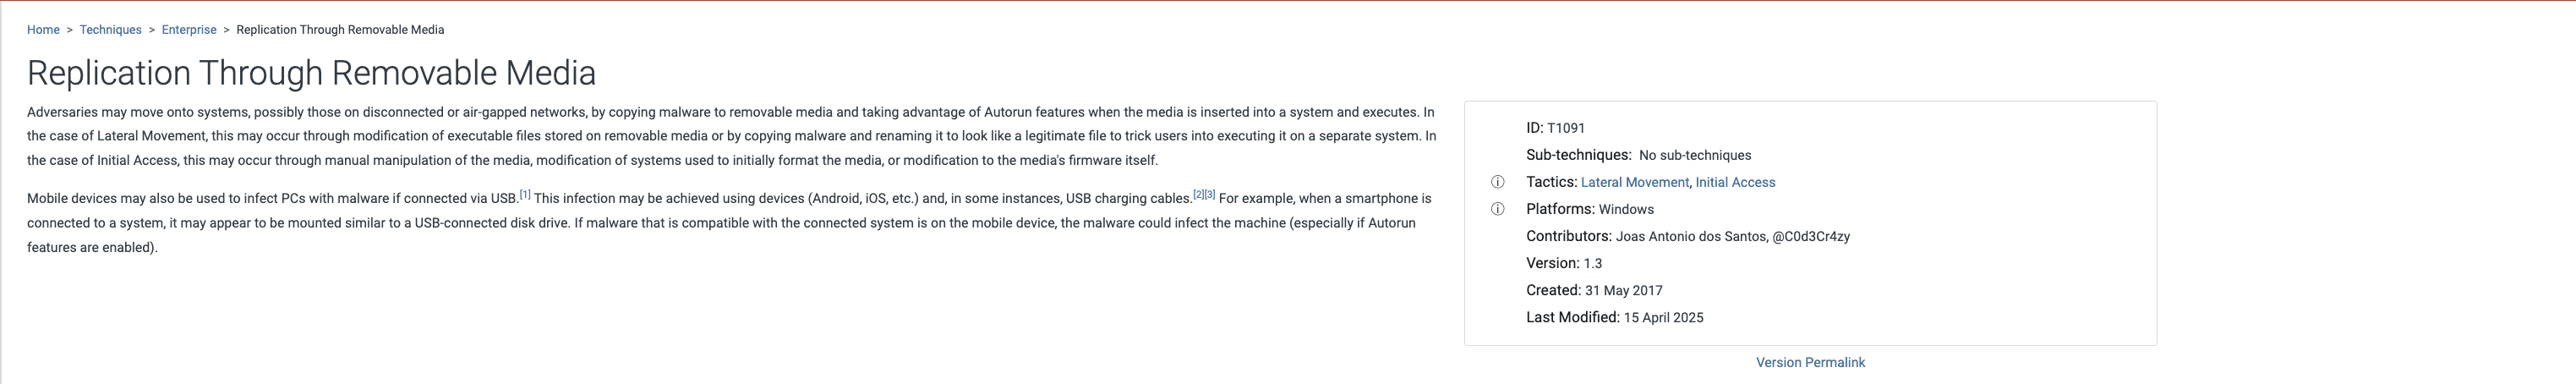 Home > Techniques > Enterprise > Replication Through Removable Media
Replication Through Removable Media
Adversaries may move onto systems, possibly those on disconnected or air-gapped networks, by copying malware to removable media and taking advantage of Autorun features when the media is inserted into a system and executes. In
the case of Lateral Movement, this may occur through modification of executable files stored on removable media or by copying malware and renaming it to look like a legitimate file to trick users into executing it on a separate system. In
the case of Initial Access, this may occur through manual manipulation of the media, modification of systems used to initially format the media, or modification to the media's firmware itself.
Mobile devices may also be used to infect PCs with malware if connected via USB.[1] This infection may be achieved using devices (Android, iOS, etc.) and, in some instances, USB charging cables.[2][3] For example, when a smartphone is
connected to a system, it may appear to be mounted similar to a USB-connected disk drive. If malware that is compatible with the connected system is on the mobile device, the malware could infect the machine (especially if Autorun
features are enabled).
ID: T1091
Sub-techniques: No sub-techniques
ⓘ Tactics: Lateral Movement, Initial Access
ⓘ Platforms: Windows
Contributors: Joas Antonio dos Santos, @C0d3Cr4zy
Version: 1.3
Created: 31 May 2017
Last Modified: 15 April 2025
Version Permalink